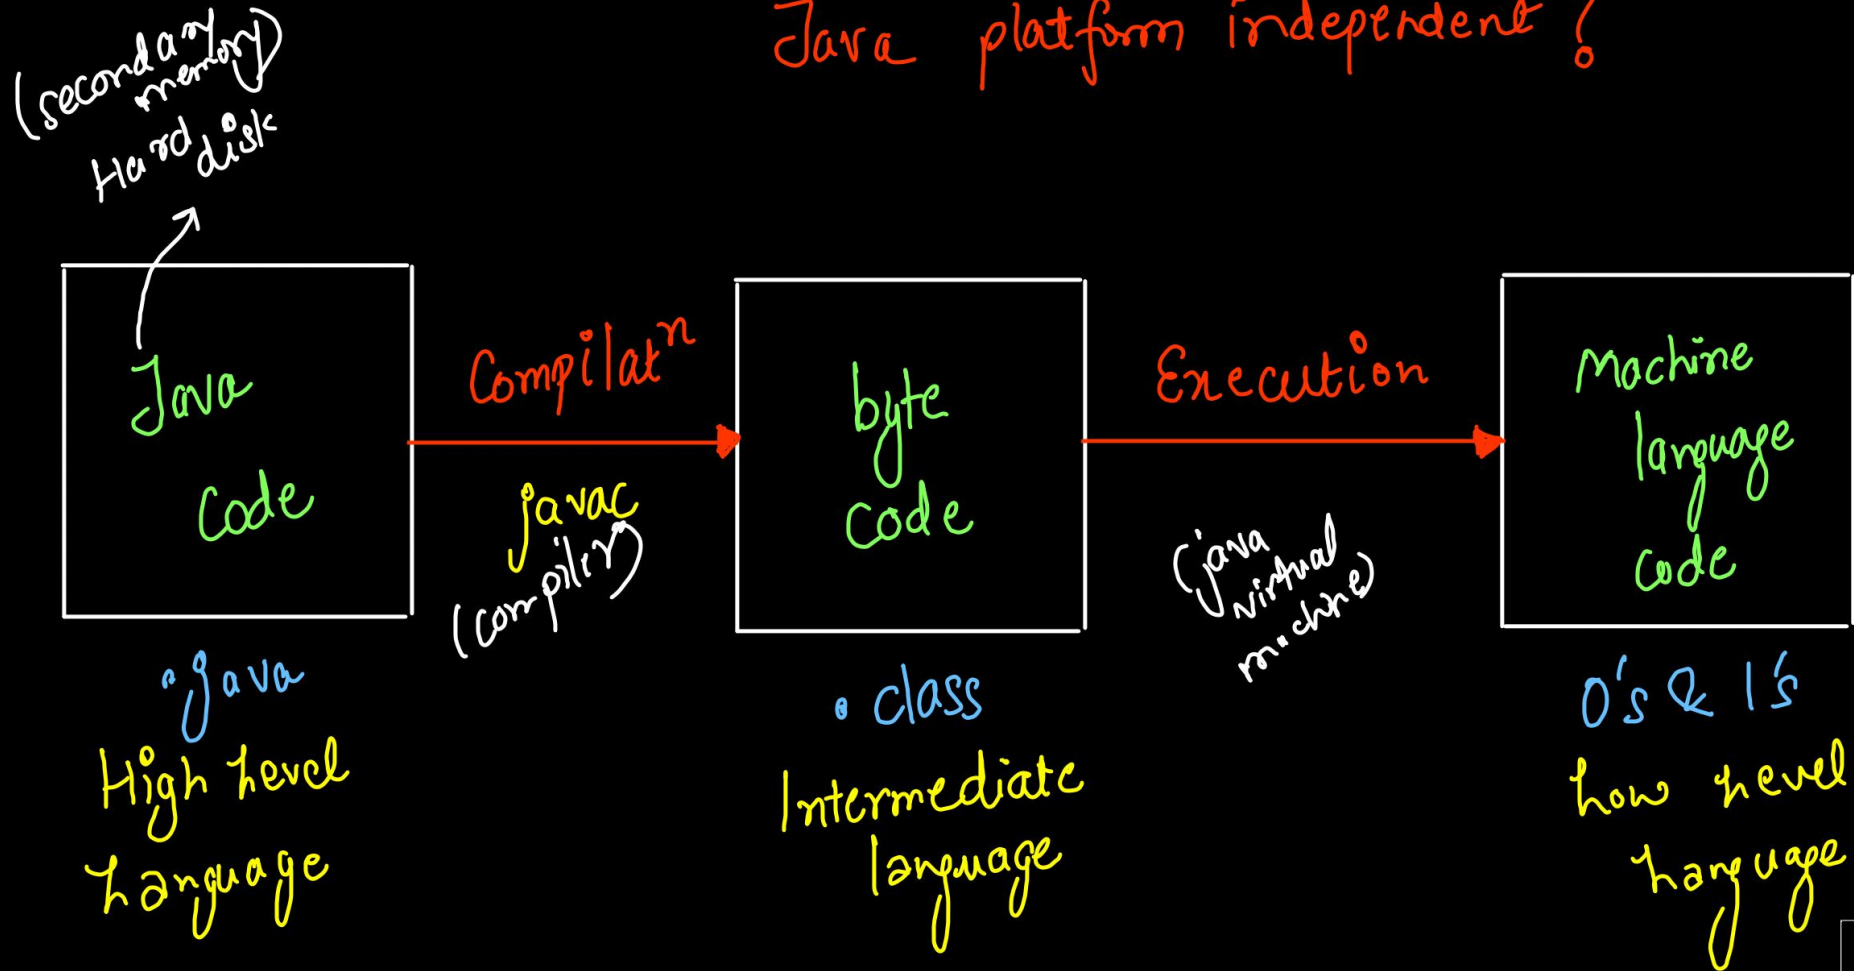 Java platform independent ?
(secondary
memory)
Hard
disk
Java
Code
Compilatⁿ
javac
(compiler)
byte
code
Execution
(java
virtual
machine)
Machine
language
code
.java
High Level
Language
.class
Intermediate
language
0's & 1's
Low Level
Language